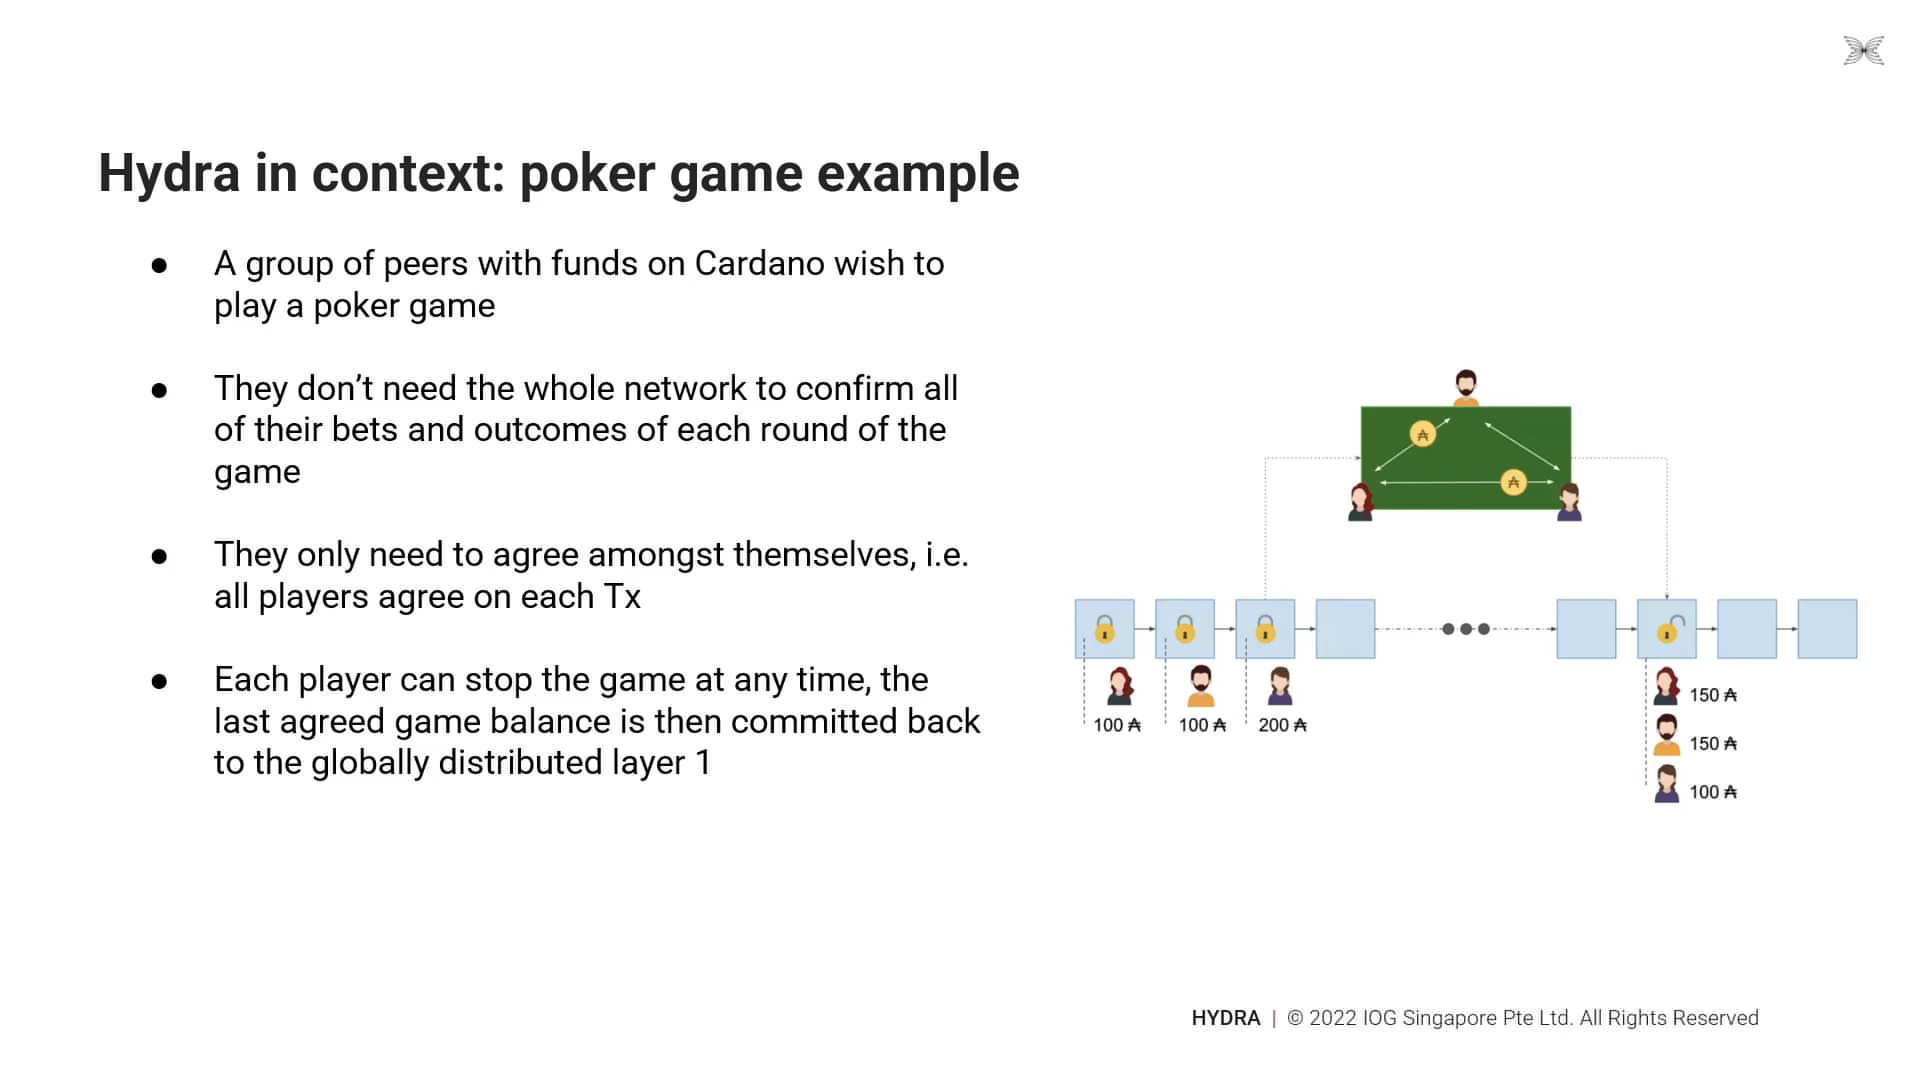 Hydra in context: poker game example
● A group of peers with funds on Cardano wish to
play a poker game
● They don’t need the whole network to confirm all
of their bets and outcomes of each round of the
game
● They only need to agree amongst themselves, i.e.
all players agree on each Tx
● Each player can stop the game at any time, the
last agreed game balance is then committed back
to the globally distributed layer 1
₳
₳
100 ₳
100 ₳
200 ₳
150 ₳
150 ₳
100 ₳
HYDRA | © 2022 IOG Singapore Pte Ltd. All Rights Reserved